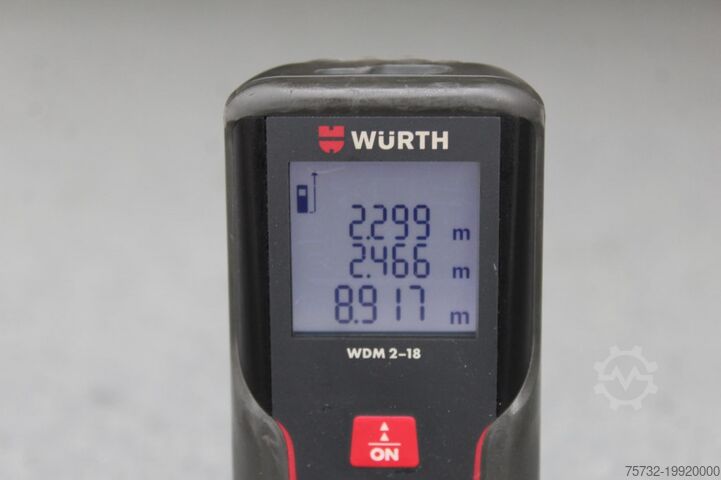 WÜRTH
2.299 m
2.466 m
8.917 m
WDM 2-18
ON
75732-19920000